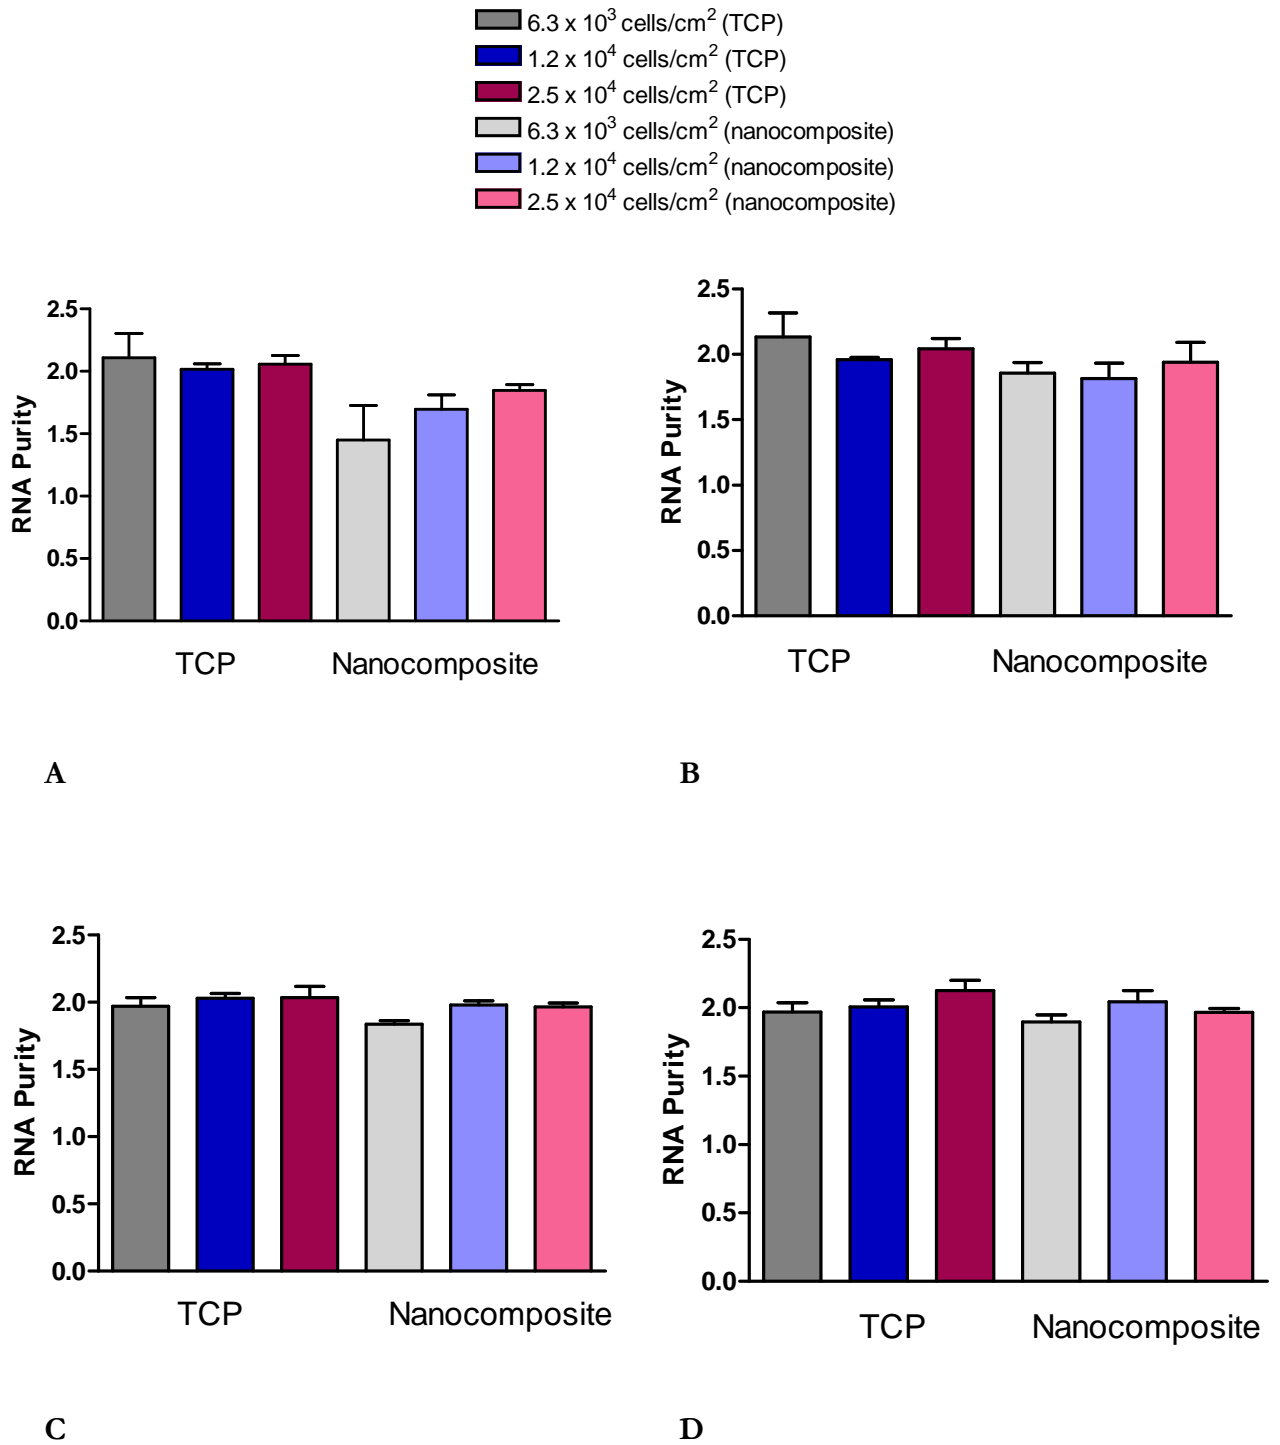 6.3 x 10³ cells/cm² (TCP)
1.2 x 10⁴ cells/cm² (TCP)
2.5 x 10⁴ cells/cm² (TCP)
6.3 x 10³ cells/cm² (nanocomposite)
1.2 x 10⁴ cells/cm² (nanocomposite)
2.5 x 10⁴ cells/cm² (nanocomposite)
RNA Purity
2.5
2.0
1.5
1.0
0.5
0.0
TCP
Nanocomposite
A
RNA Purity
2.5
2.0
1.5
1.0
0.5
0.0
TCP
Nanocomposite
B
RNA Purity
2.5
2.0
1.5
1.0
0.5
0.0
TCP
Nanocomposite
C
RNA Purity
2.5
2.0
1.5
1.0
0.5
0.0
TCP
Nanocomposite
D